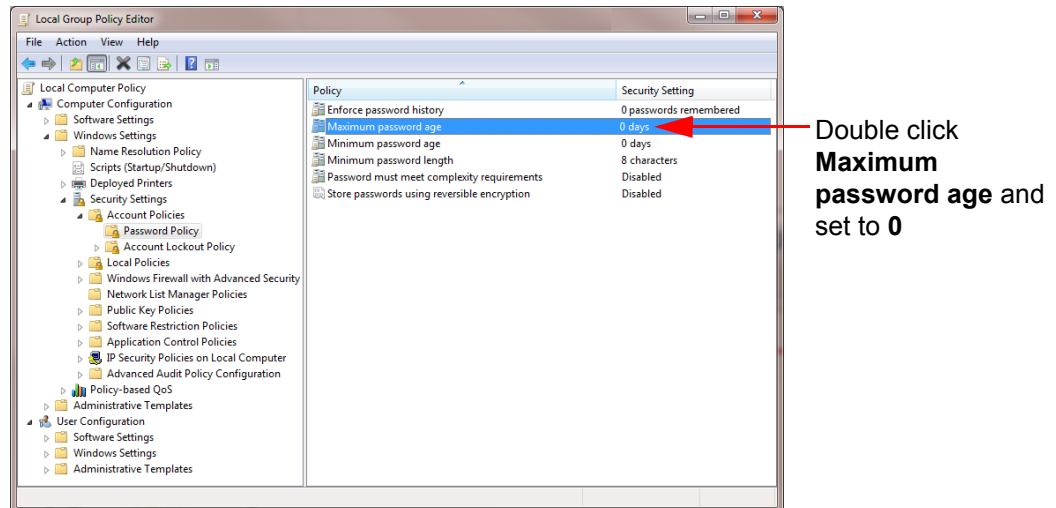 Local Group Policy Editor
File Action View Help
Local Computer Policy
Computer Configuration
Software Settings
Windows Settings
Name Resolution Policy
Scripts (Startup/Shutdown)
Deployed Printers
Security Settings
Account Policies
Password Policy
Account Lockout Policy
Local Policies
Windows Firewall with Advanced Security
Network List Manager Policies
Public Key Policies
Software Restriction Policies
Application Control Policies
IP Security Policies on Local Computer
Advanced Audit Policy Configuration
Policy-based QoS
Administrative Templates
User Configuration
Software Settings
Windows Settings
Administrative Templates
Policy Security Setting
Enforce password history 0 passwords remembered
Maximum password age 0 days
Minimum password age 0 days
Minimum password length 8 characters
Password must meet complexity requirements Disabled
Store passwords using reversible encryption Disabled
Double click
Maximum
password age and
set to 0